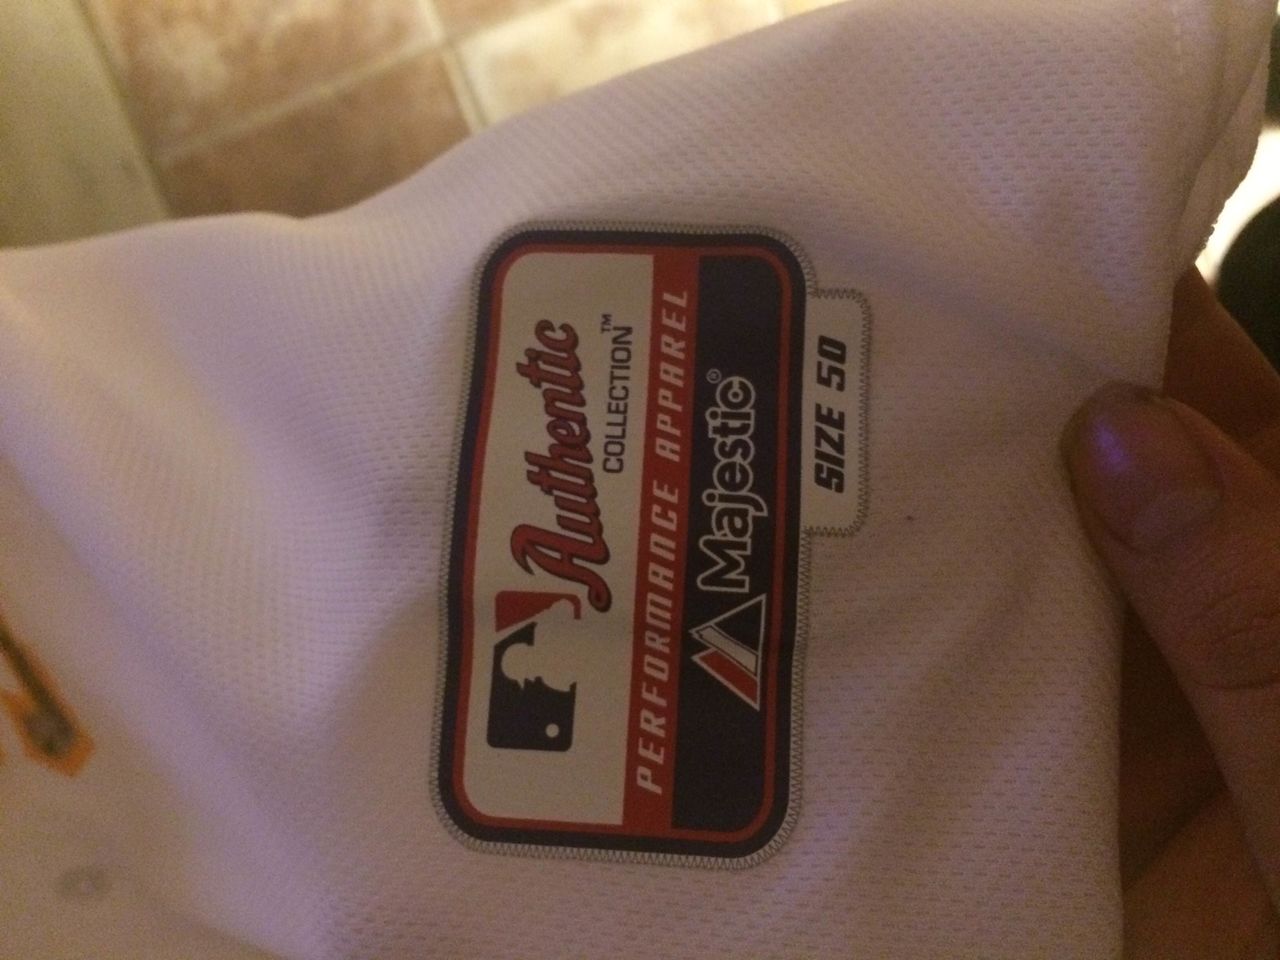 Authentic
COLLECTION™
PERFORMANCE APPAREL
Majestic®
SIZE 50